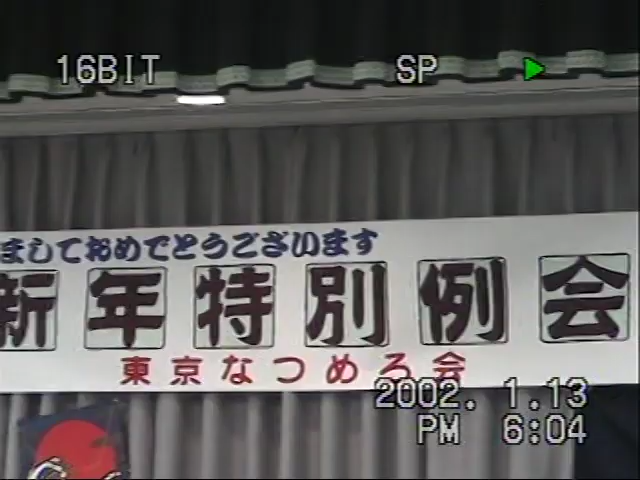 16BIT SP
ましておめでとうございます
新年特別例会
東京なつめろ会
2002. 1.13
PM 6:04